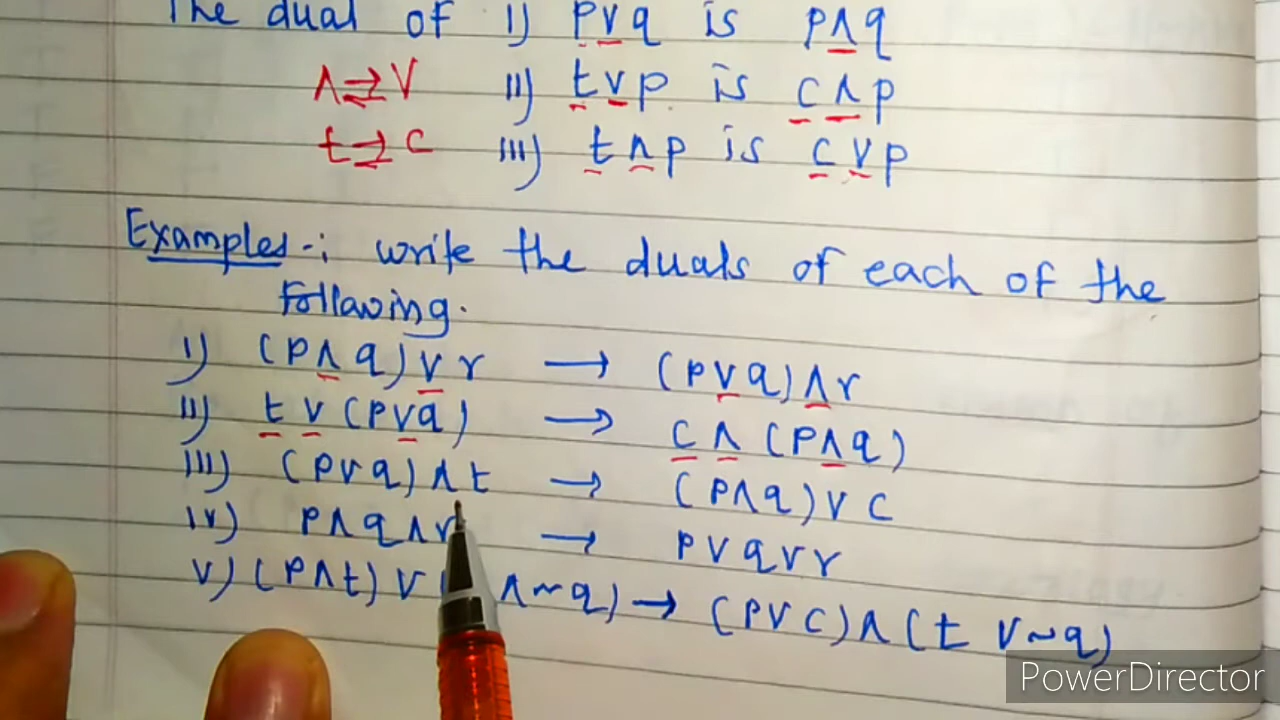 The dual of i) p∨q is p∧q
∧⇄∨ ii) t∨p is c∧p
t⇄c iii) t∧p is c∨p
Examples-: write the duals of each of the
following.
i) (p∧q)∨r → (p∨q)∧r
ii) t∨(p∨q) → c∧(p∧q)
iii) (p∨q)∧t → (p∧q)∨c
iv) p∧q∧r → p∨q∨r
v) (p∧t)∨( ∧~q) → (p∨c)∧(t∨~q)
PowerDirector